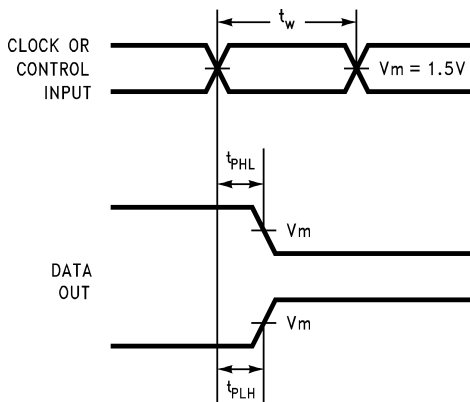 t_w
CLOCK OR
CONTROL
INPUT
Vm = 1.5V
t_PHL
Vm
DATA
OUT
Vm
t_PLH